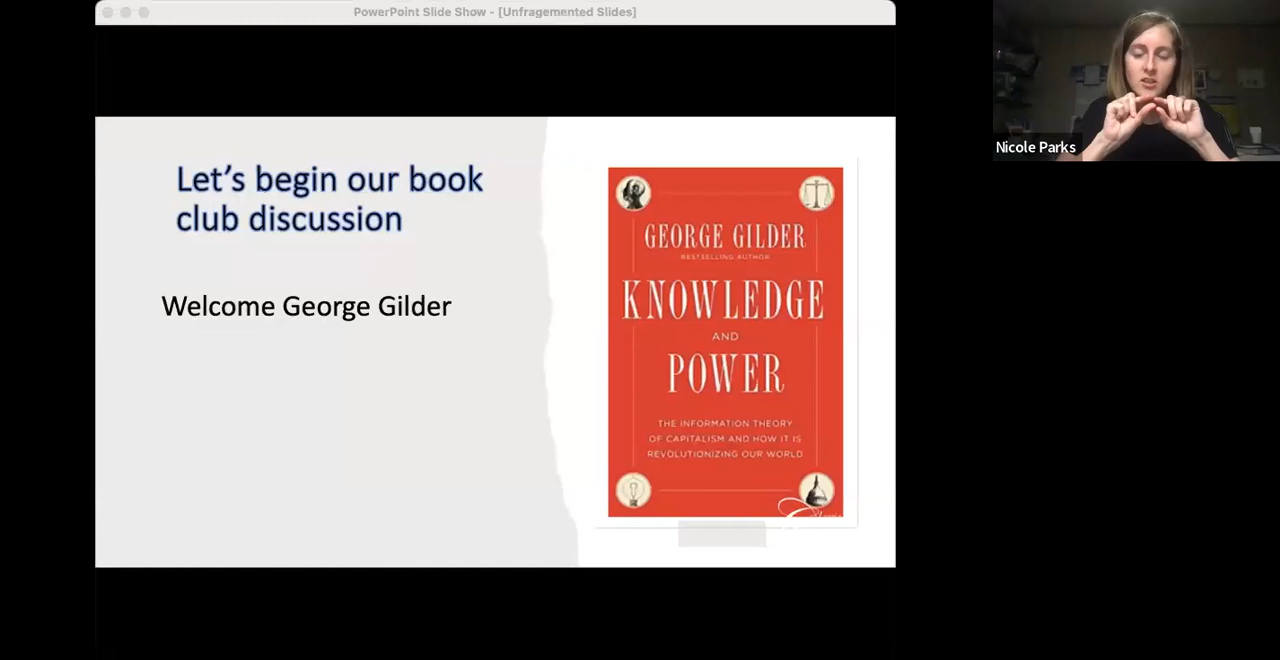 PowerPoint Slide Show - [Unfragemented Slides]
Let's begin our book
club discussion
Welcome George Gilder
GEORGE GILDER
BESTSELLING AUTHOR
KNOWLEDGE
AND
POWER
THE INFORMATION THEORY
OF CAPITALISM AND HOW IT IS
REVOLUTIONIZING OUR WORLD
Nicole Parks